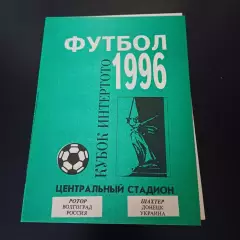 ФУТБОЛ
1996
КУБОК ИНТЕРТОТО
ЦЕНТРАЛЬНЫЙ СТАДИОН
РОТОР
ВОЛГОГРАД
РОССИЯ
ШАХТЕР
ДОНЕЦК
УКРАИНА